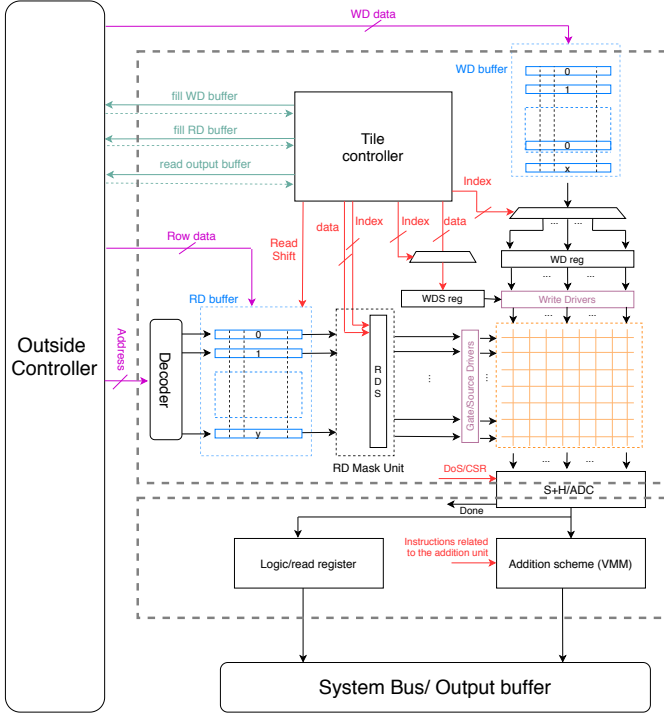 WD data
WD buffer
0
1
0
x
fill WD buffer
fill RD buffer
read output buffer
Tile
controller
Index
Index
Index
data
data
Read
Shift
Row data
... ...
WD reg
... ...
WDS reg
Write Drivers
RD buffer
Outside
Controller
Address
Decoder
0
1
y
RDS
RD Mask Unit
...
...
Gate/Source Drivers
... ...
DoS/CSR
S+H/ADC
Done
Logic/read register
Instructions related
to the addition unit
Addition scheme (VMM)
System Bus/ Output buffer